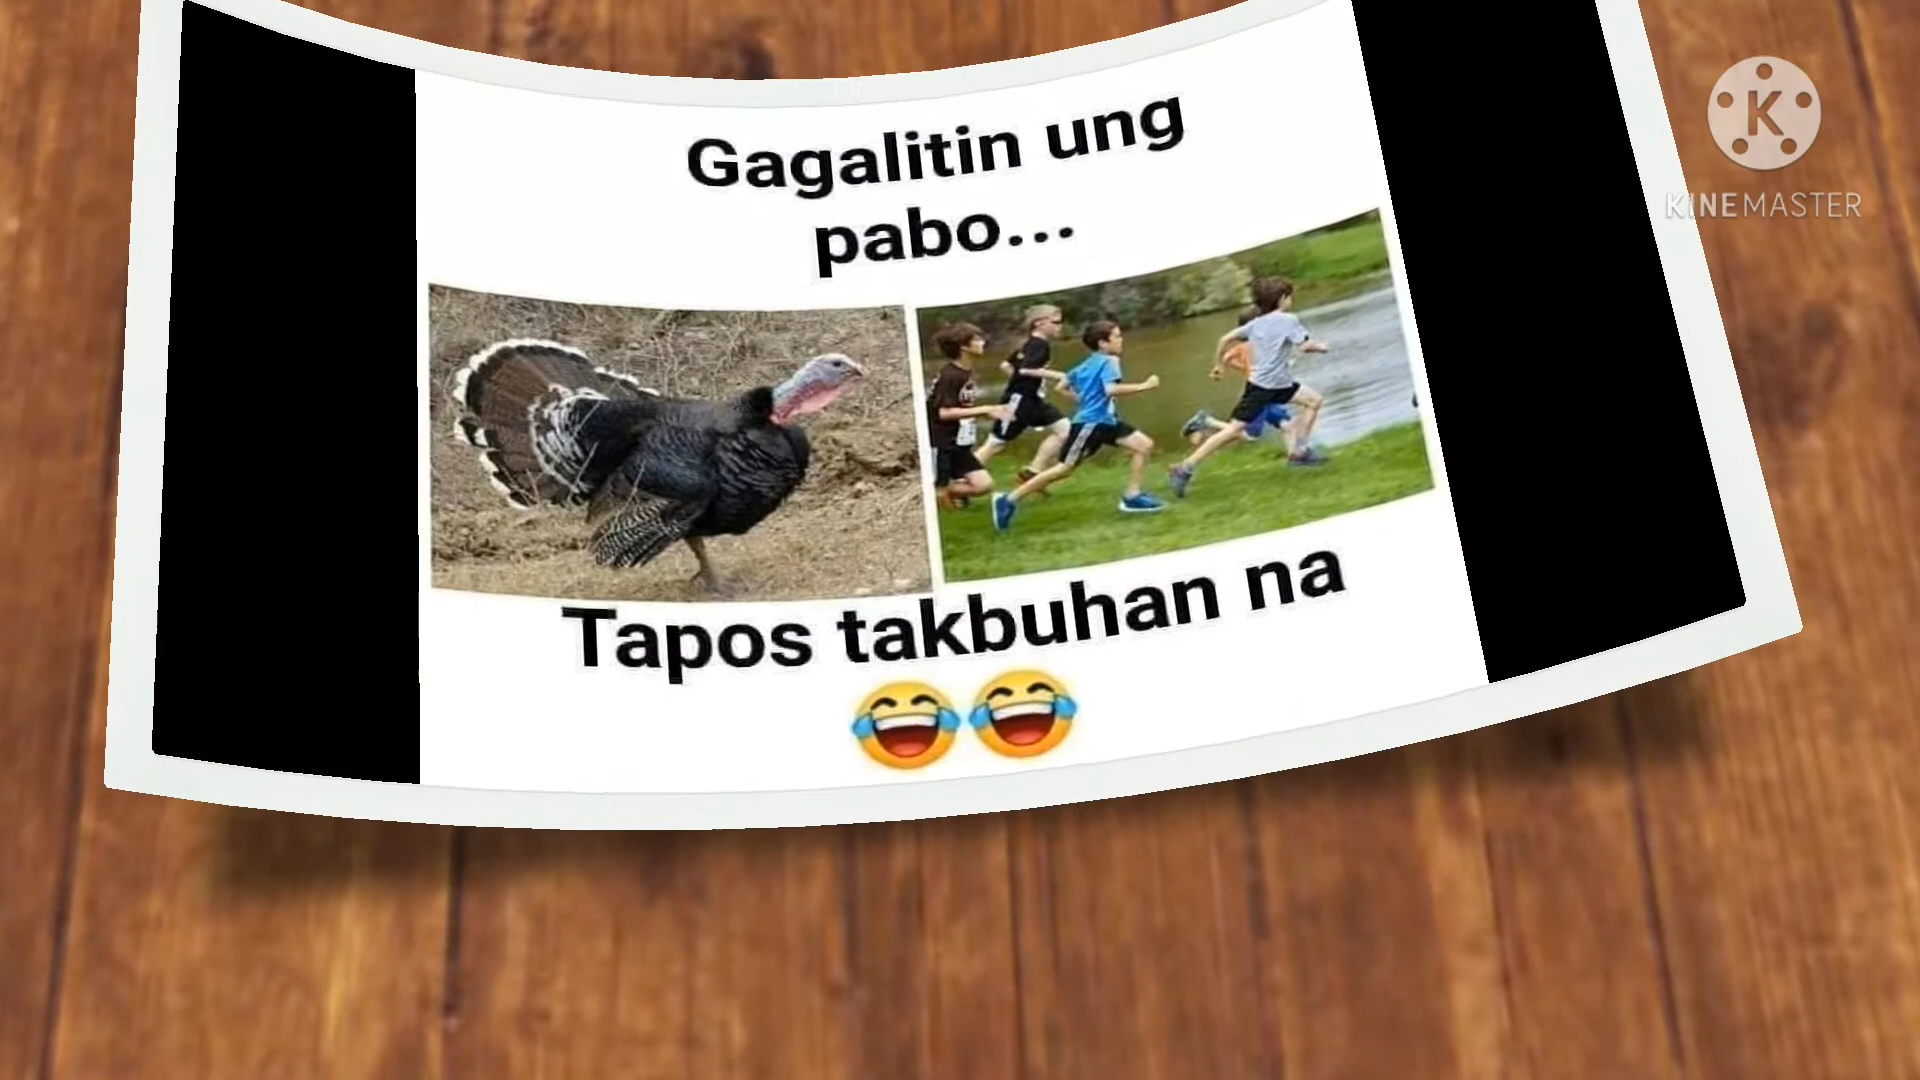 Gagalitin ung
pabo...
Tapos takbuhan na
😂😂
K
KINEMASTER